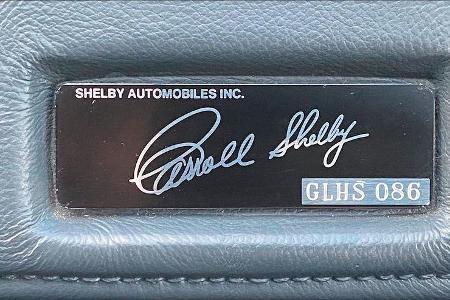 SHELBY AUTOMOBILES INC.
Carroll Shelby
GLHS 086